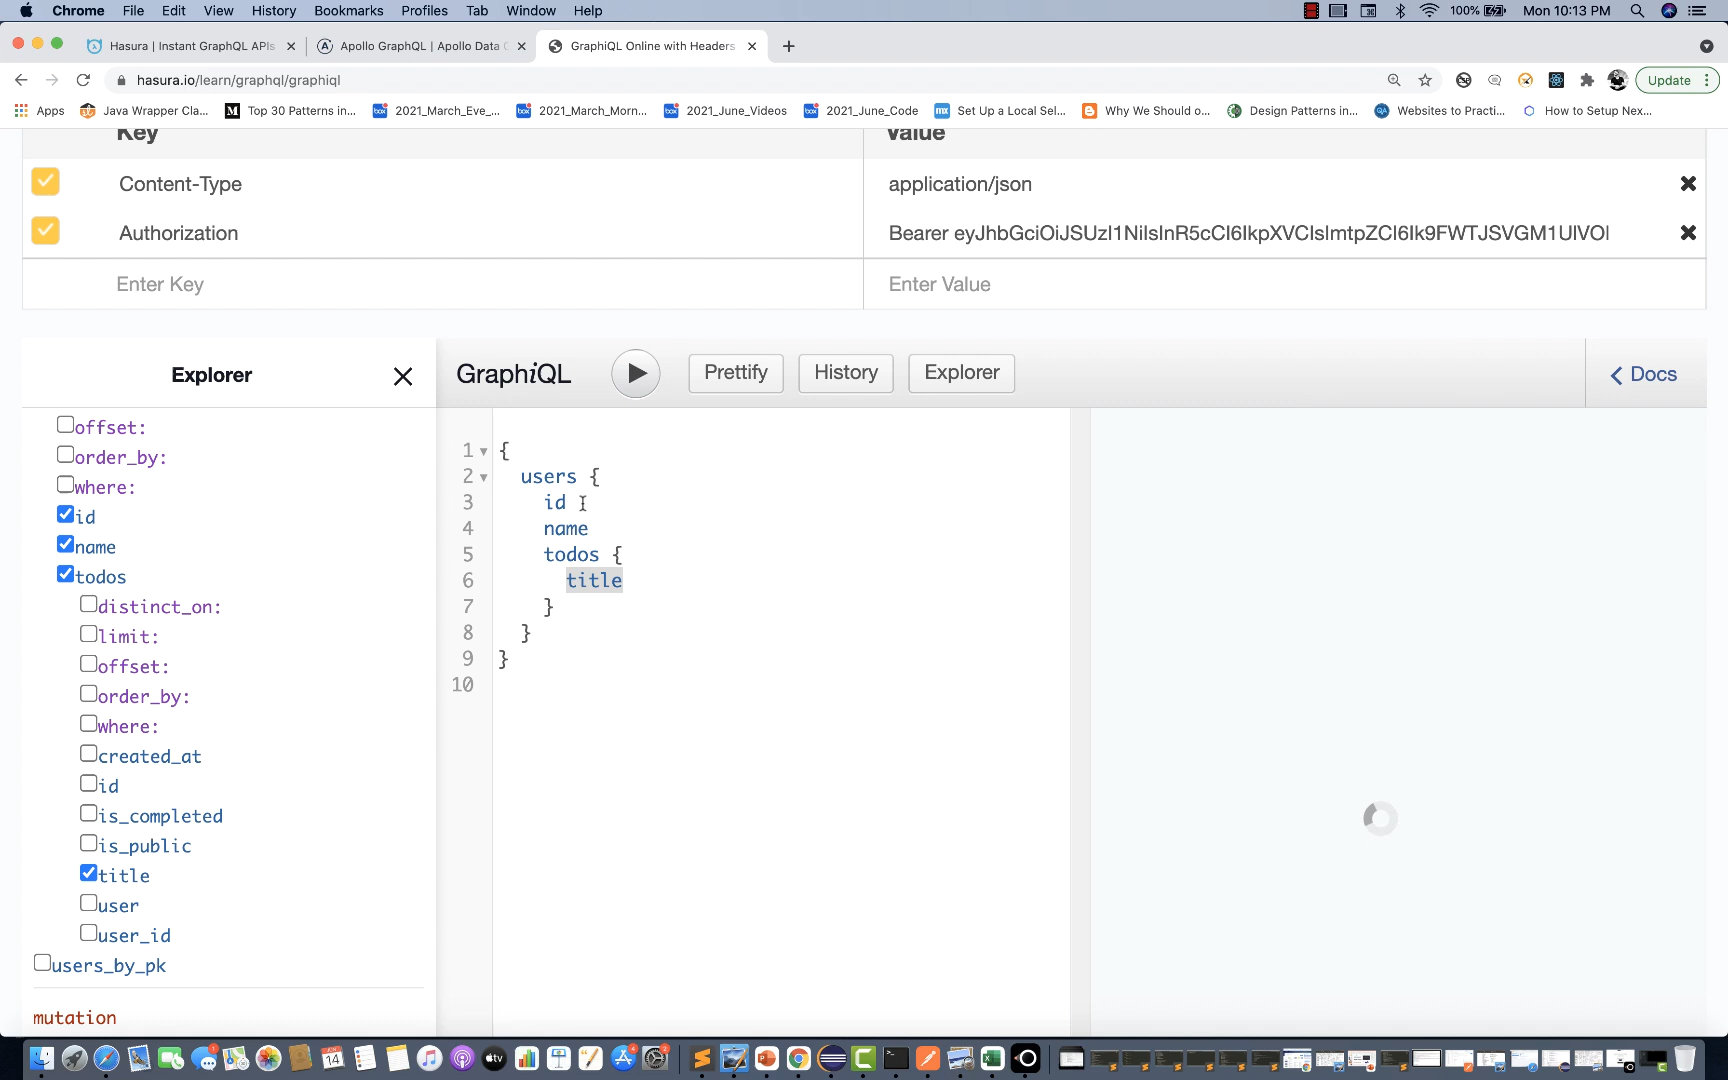 Chrome File Edit View History Bookmarks Profiles Tab Window Help 100% Mon 10:13 PM
Hasura | Instant GraphQL APIs Apollo GraphQL | Apollo Data G GraphiQL Online with Headers
hasura.io/learn/graphql/graphiql Update
Apps Java Wrapper Cla... Top 30 Patterns in... 2021_March_Eve_... 2021_March_Morn... 2021_June_Videos 2021_June_Code Set Up a Local Sel... Why We Should o... Design Patterns in... Websites to Practi... How to Setup Nex...
Key Value
Content-Type application/json
Authorization
Enter Key Enter Value
Explorer GraphiQL Prettify History Explorer Docs
offset:
order_by:
where:
id
name
todos
distinct_on:
limit:
offset:
order_by:
where:
created_at
id
is_completed
is_public
title
user
user_id
users_by_pk
mutation
1 {
2 users {
3 id
4 name
5 todos {
6 title
7 }
8 }
9 }
10